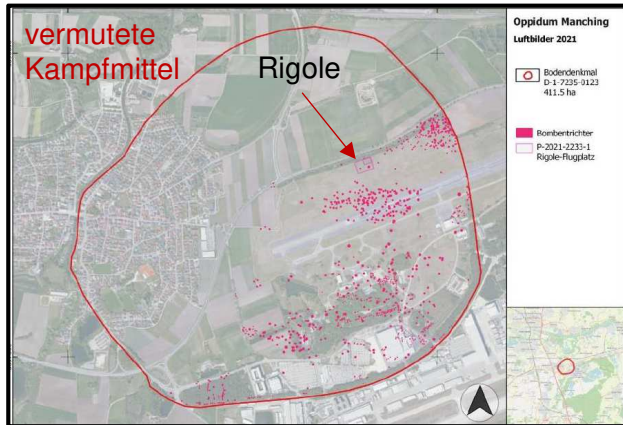 vermutete
Kampfmittel
Rigole
Oppidum Manching
Luftbilder 2021
Bodendenkmal
D-1-7235-0123
411.5 ha
Bombentrichter
P-2021-2233-1
Rigole-Flugplatz